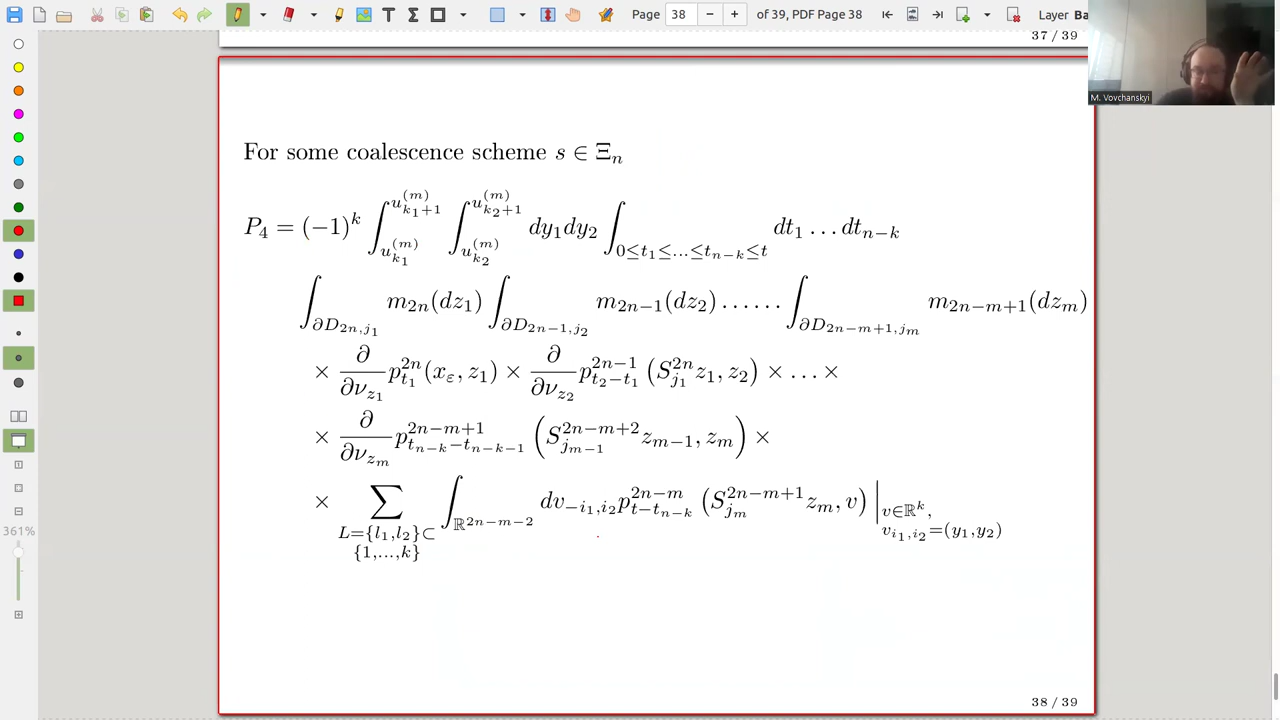 Page 38 of 39, PDF Page 38 Layer Ba
37 / 39
M. Vovchanskyi
For some coalescence scheme s ∈ Ξ_n
P_4 = (−1)^k ∫_{u_{k_1}^{(m)}}^{u_{k_1+1}^{(m)}} ∫_{u_{k_2}^{(m)}}^{u_{k_2+1}^{(m)}} dy_1dy_2 ∫_{0≤t_1≤...≤t_{n−k}≤t} dt_1 ... dt_{n−k}
∫_{∂D_{2n,j_1}} m_{2n}(dz_1) ∫_{∂D_{2n−1,j_2}} m_{2n−1}(dz_2) ...... ∫_{∂D_{2n−m+1,j_m}} m_{2n−m+1}(dz_m)
× ∂/∂ν_{z_1} p_{t_1}^{2n}(x_ε, z_1) × ∂/∂ν_{z_2} p_{t_2−t_1}^{2n−1} (S_{j_1}^{2n} z_1, z_2) × ... ×
× ∂/∂ν_{z_m} p_{t_{n−k}−t_{n−k−1}}^{2n−m+1} (S_{j_{m−1}}^{2n−m+2} z_{m−1}, z_m) ×
× ∑_{L={l_1,l_2}⊂{1,...,k}} ∫_{ℝ^{2n−m−2}} dv_{−i_1,i_2} p_{t−t_{n−k}}^{2n−m} (S_{j_m}^{2n−m+1} z_m, v) |_{v∈ℝ^k, v_{i_1,i_2}=(y_1,y_2)}
361%
38 / 39